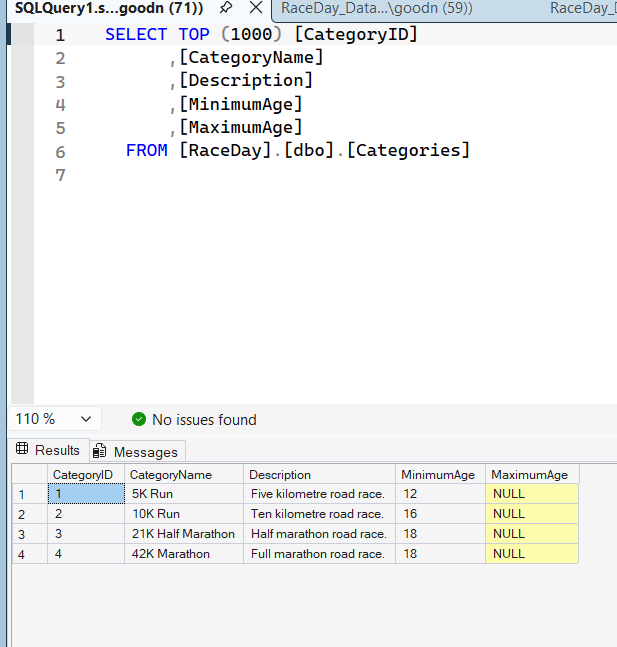 SQLQuery1.s...goodn (71)) RaceDay_Data...\goodn (59)) RaceDay_
1 SELECT TOP (1000) [CategoryID]
2 ,[CategoryName]
3 ,[Description]
4 ,[MinimumAge]
5 ,[MaximumAge]
6 FROM [RaceDay].[dbo].[Categories]
7
110 % No issues found
Results Messages
CategoryID CategoryName Description MinimumAge MaximumAge
1 1 5K Run Five kilometre road race. 12 NULL
2 2 10K Run Ten kilometre road race. 16 NULL
3 3 21K Half Marathon Half marathon road race. 18 NULL
4 4 42K Marathon Full marathon road race. 18 NULL